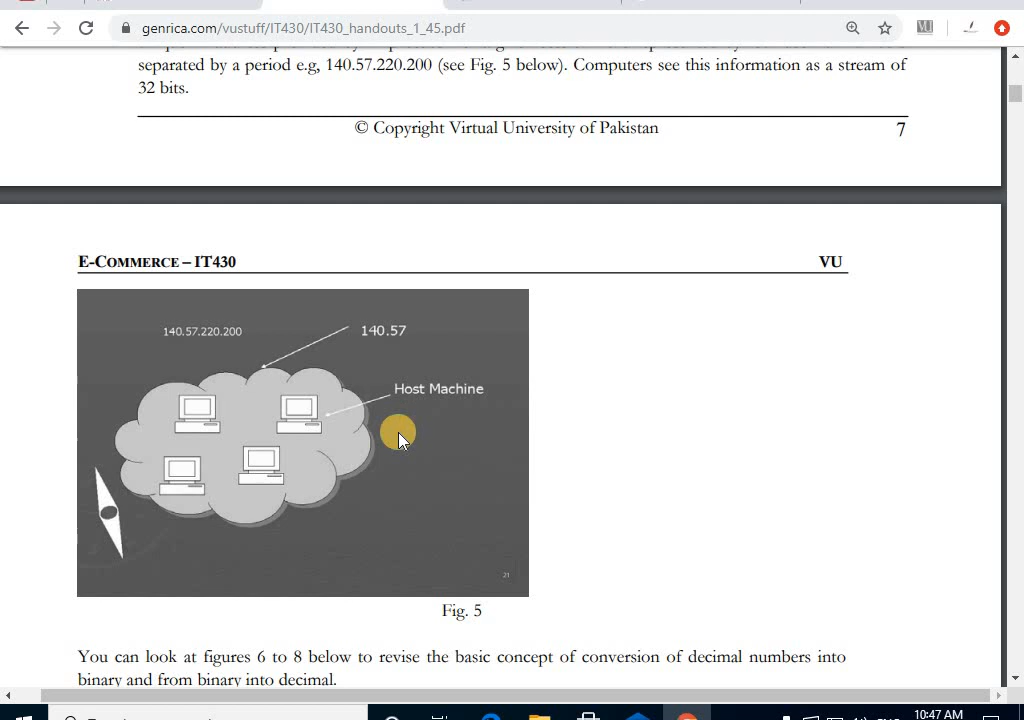 genrica.com/vustuff/IT430/IT430_handouts_1_45.pdf
separated by a period e.g, 140.57.220.200 (see Fig. 5 below). Computers see this information as a stream of
32 bits.
© Copyright Virtual University of Pakistan 7
E-COMMERCE – IT430 VU
140.57.220.200
140.57
Host Machine
21
Fig. 5
You can look at figures 6 to 8 below to revise the basic concept of conversion of decimal numbers into
binary and from binary into decimal.
10:47 AM